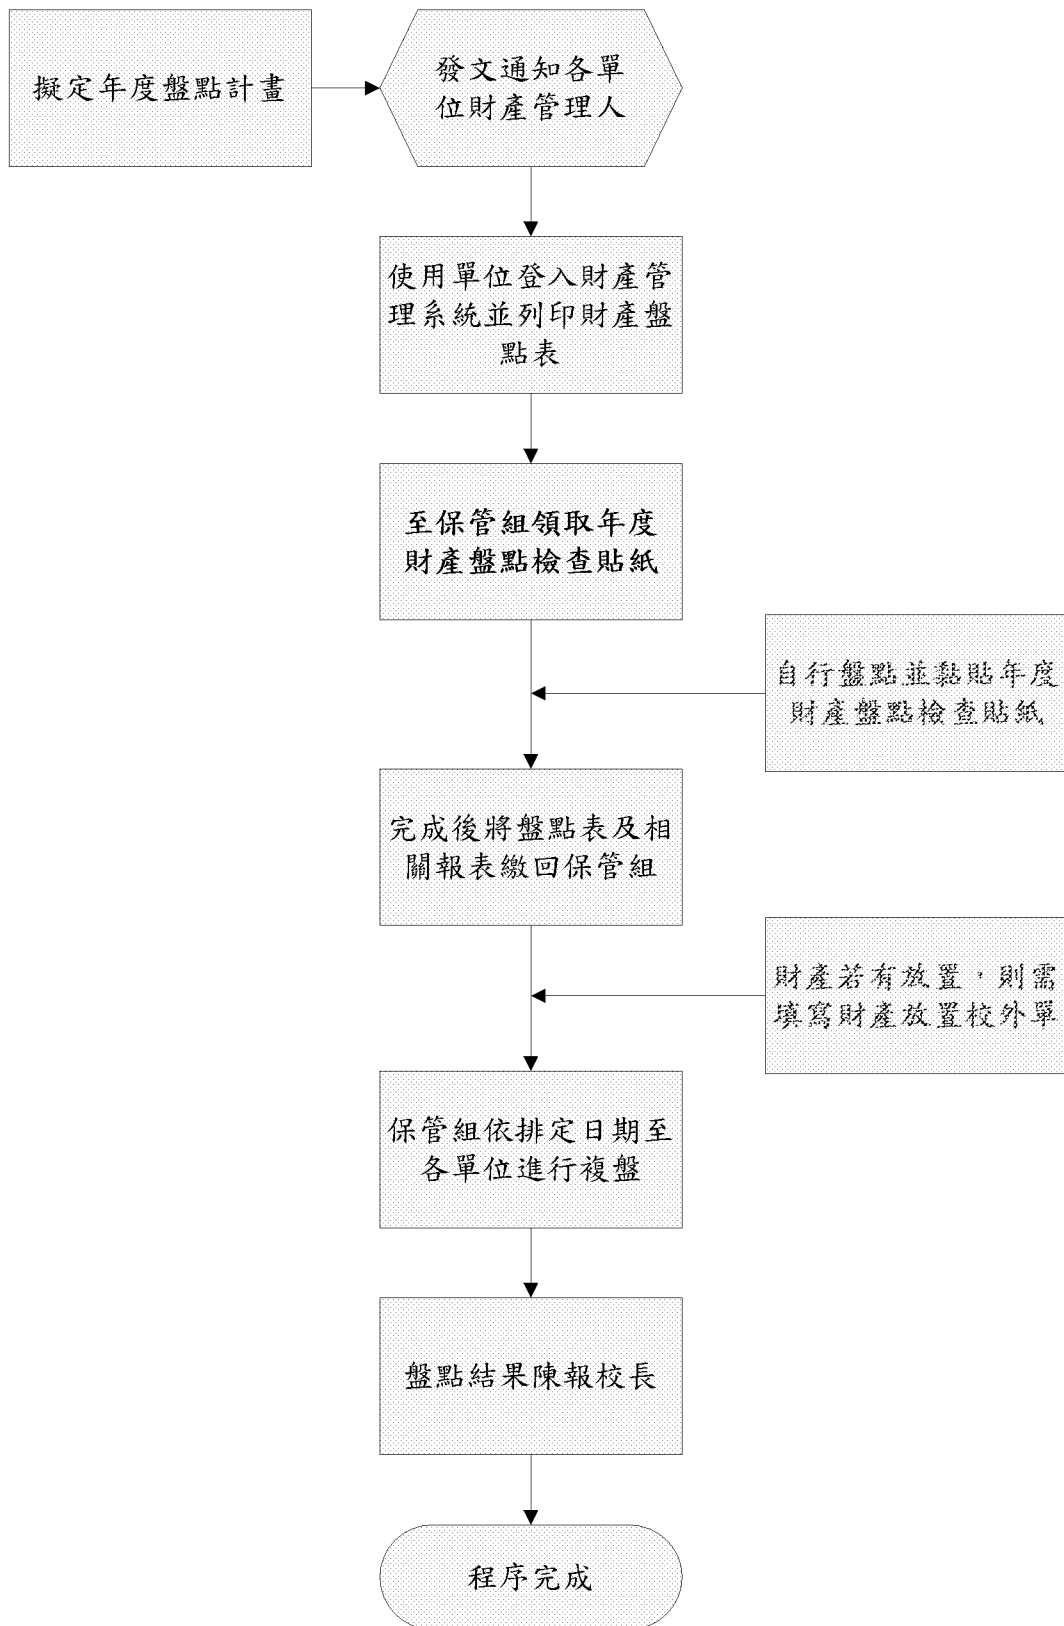 擬定年度盤點計畫
發文通知各單
位財產管理人
使用單位登入財產管
理系統並列印財產盤
點表
至保管組領取年度
財產盤點檢查貼紙
自行盤點並黏貼年度
財產盤點檢查貼紙
完成後將盤點表及相
關報表繳回保管組
財產若有放置，則需
填寫財產放置校外單
保管組依排定日期至
各單位進行複盤
盤點結果陳報校長
程序完成